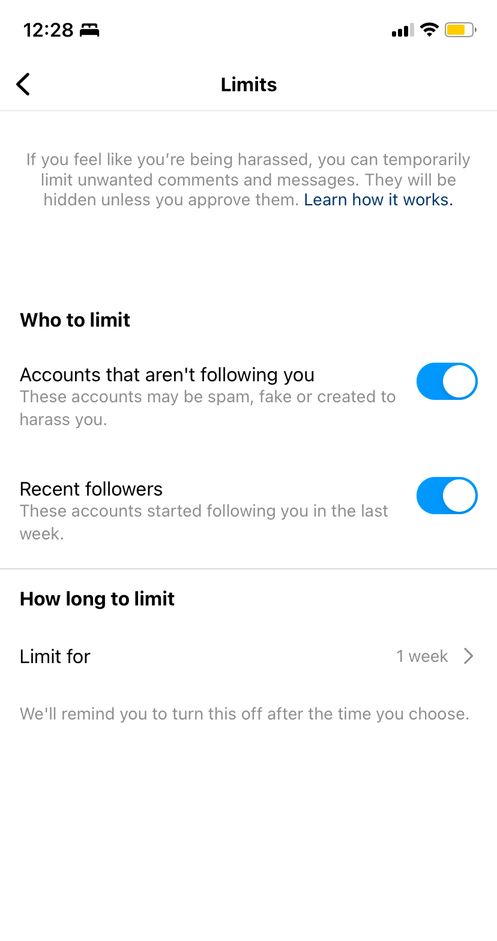 12:28
Limits
If you feel like you’re being harassed, you can temporarily
limit unwanted comments and messages. They will be
hidden unless you approve them. Learn how it works.
Who to limit
Accounts that aren't following you
These accounts may be spam, fake or created to
harass you.
Recent followers
These accounts started following you in the last
week.
How long to limit
Limit for 1 week
We'll remind you to turn this off after the time you choose.